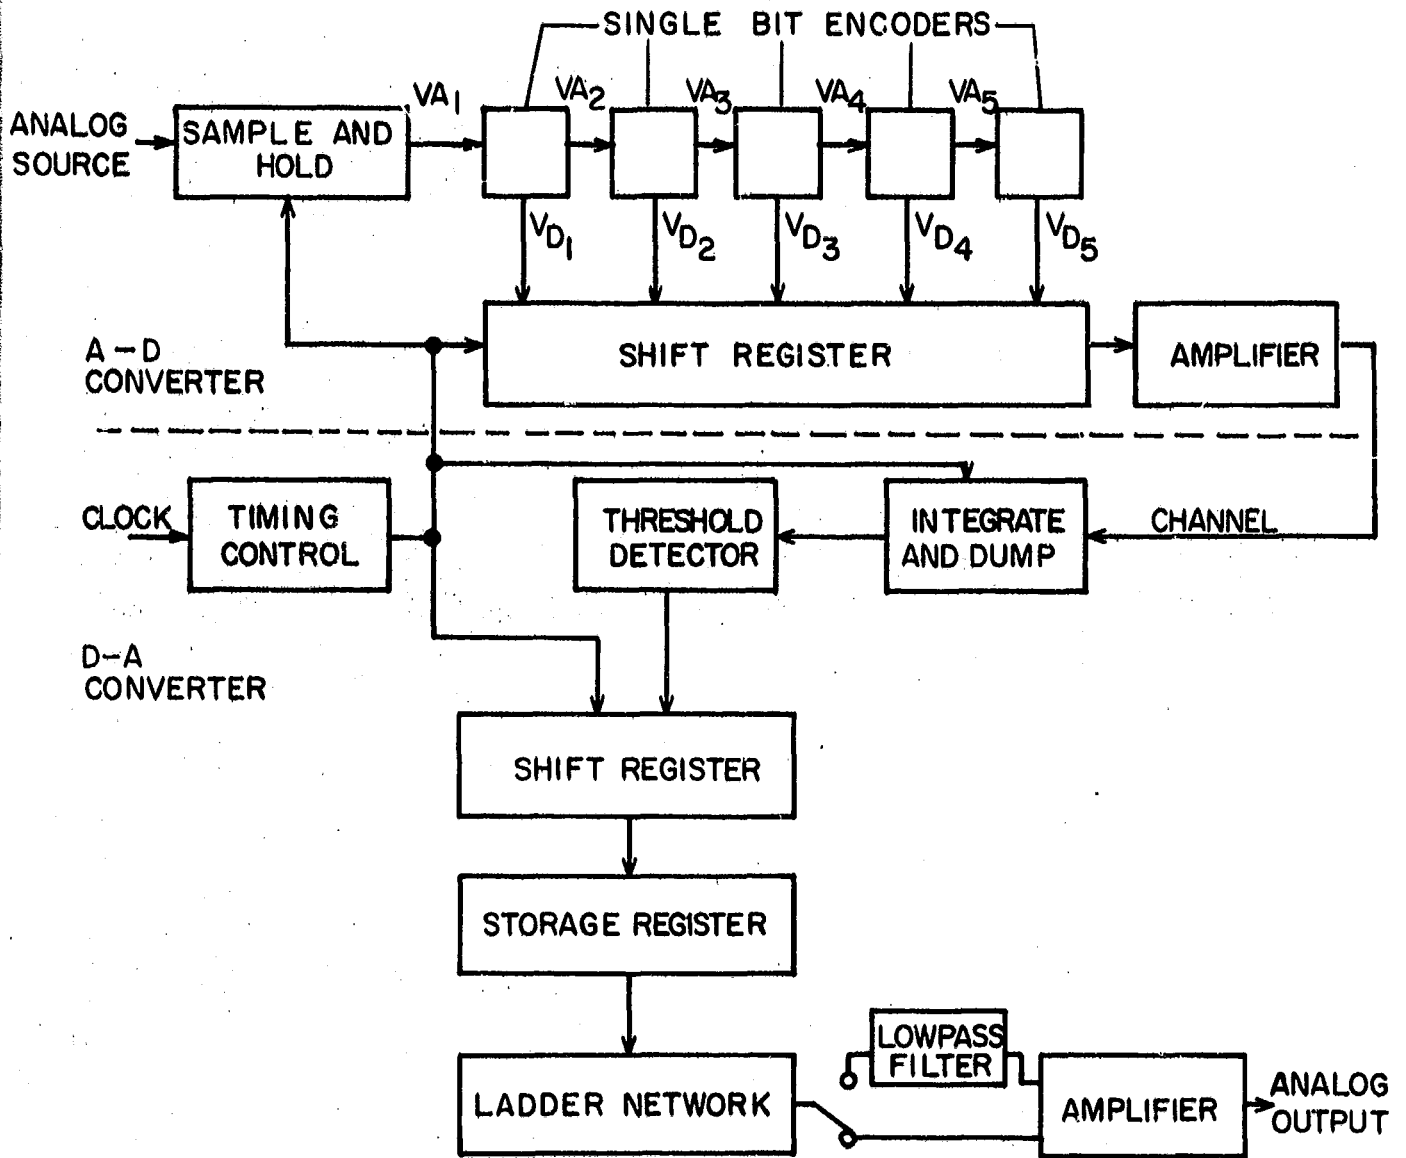 SINGLE BIT ENCODERS
ANALOG
SOURCE
SAMPLE AND
HOLD
VA1
VA2
VA3
VA4
VA5
VD1
VD2
VD3
VD4
VD5
A-D
CONVERTER
SHIFT REGISTER
AMPLIFIER
CLOCK
TIMING
CONTROL
THRESHOLD
DETECTOR
INTEGRATE
AND DUMP
CHANNEL
D-A
CONVERTER
SHIFT REGISTER
STORAGE REGISTER
LADDER NETWORK
LOWPASS
FILTER
AMPLIFIER
ANALOG
OUTPUT